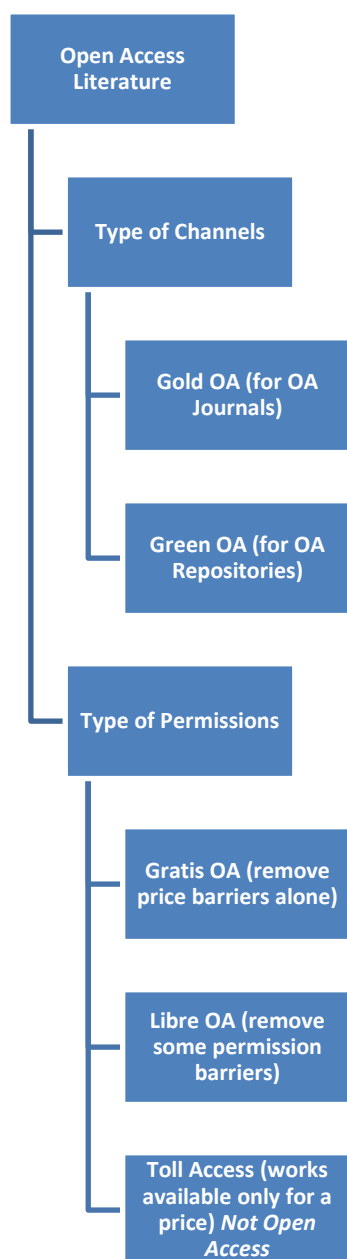 Open Access
Literature
Type of Channels
Gold OA (for OA
Journals)
Green OA (for OA
Repositories)
Type of Permissions
Gratis OA (remove
price barriers alone)
Libre OA (remove
some permission
barriers)
Toll Access (works
available only for a
price) Not Open
Access